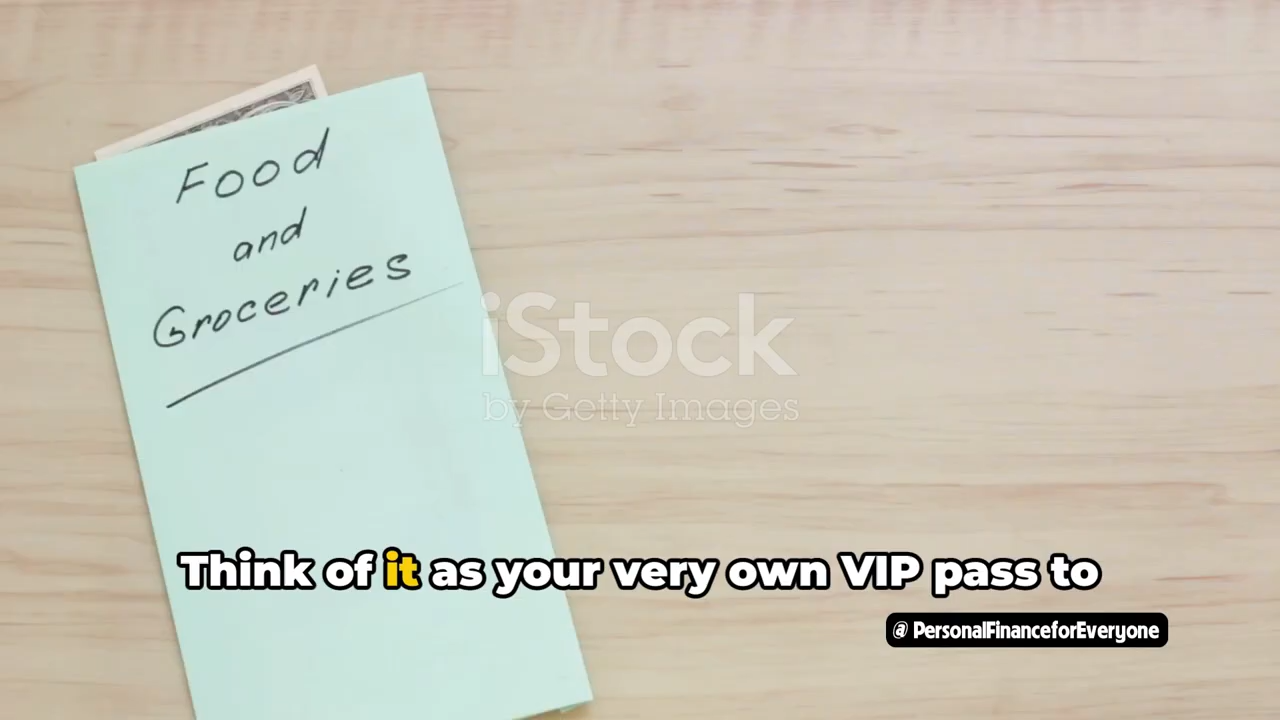 Food
and
Groceries
iStock
by Getty Images
Think of it as your very own VIP pass to
@ PersonalFinanceforEveryone